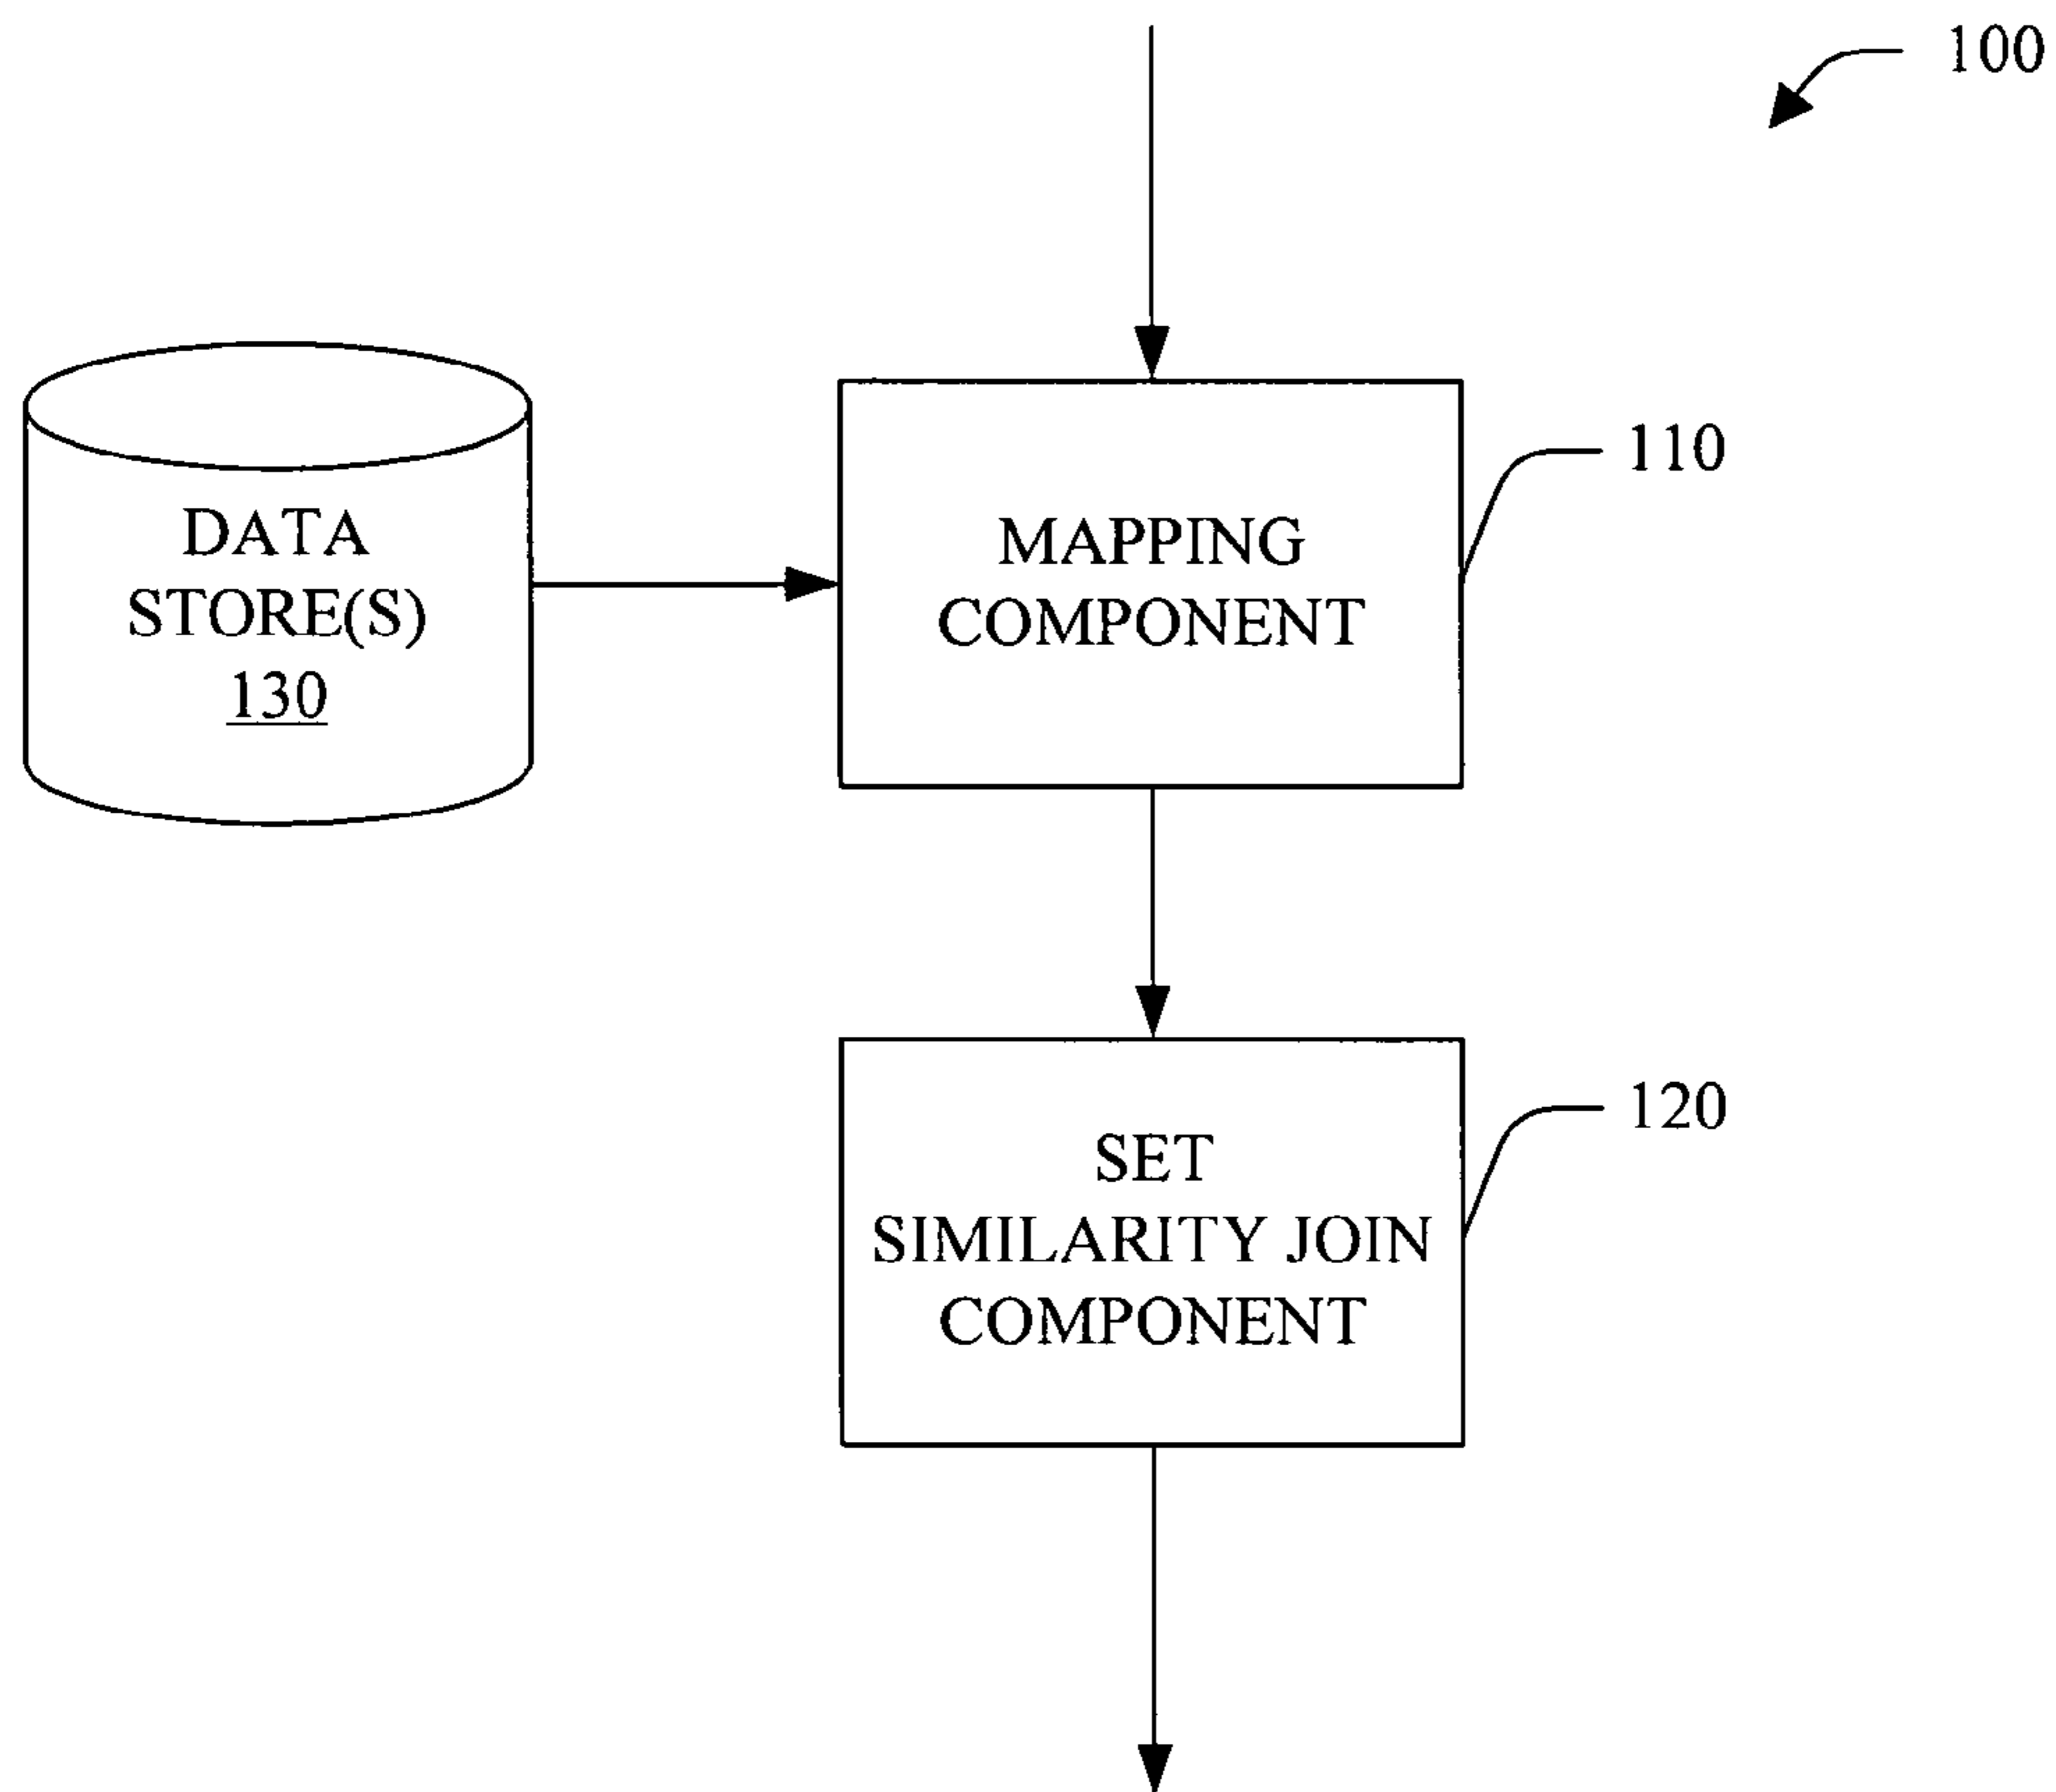 100
110
DATA
STORE(S)
130
MAPPING
COMPONENT
120
SET
SIMILARITY JOIN
COMPONENT